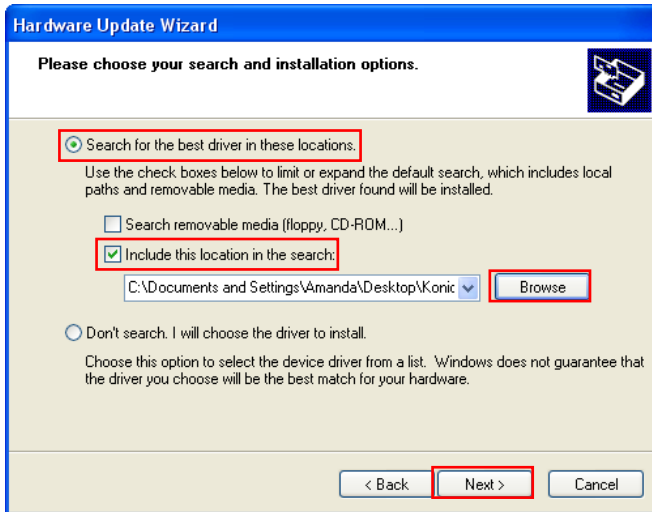 Hardware Update Wizard
Please choose your search and installation options.
Search for the best driver in these locations.
Use the check boxes below to limit or expand the default search, which includes local
paths and removable media. The best driver found will be installed.
Search removable media (floppy, CD-ROM...)
Include this location in the search:
C:\Documents and Settings\Amanda\Desktop\Konic
Browse
Don't search. I will choose the driver to install.
Choose this option to select the device driver from a list. Windows does not guarantee that
the driver you choose will be the best match for your hardware.
< Back
Next >
Cancel